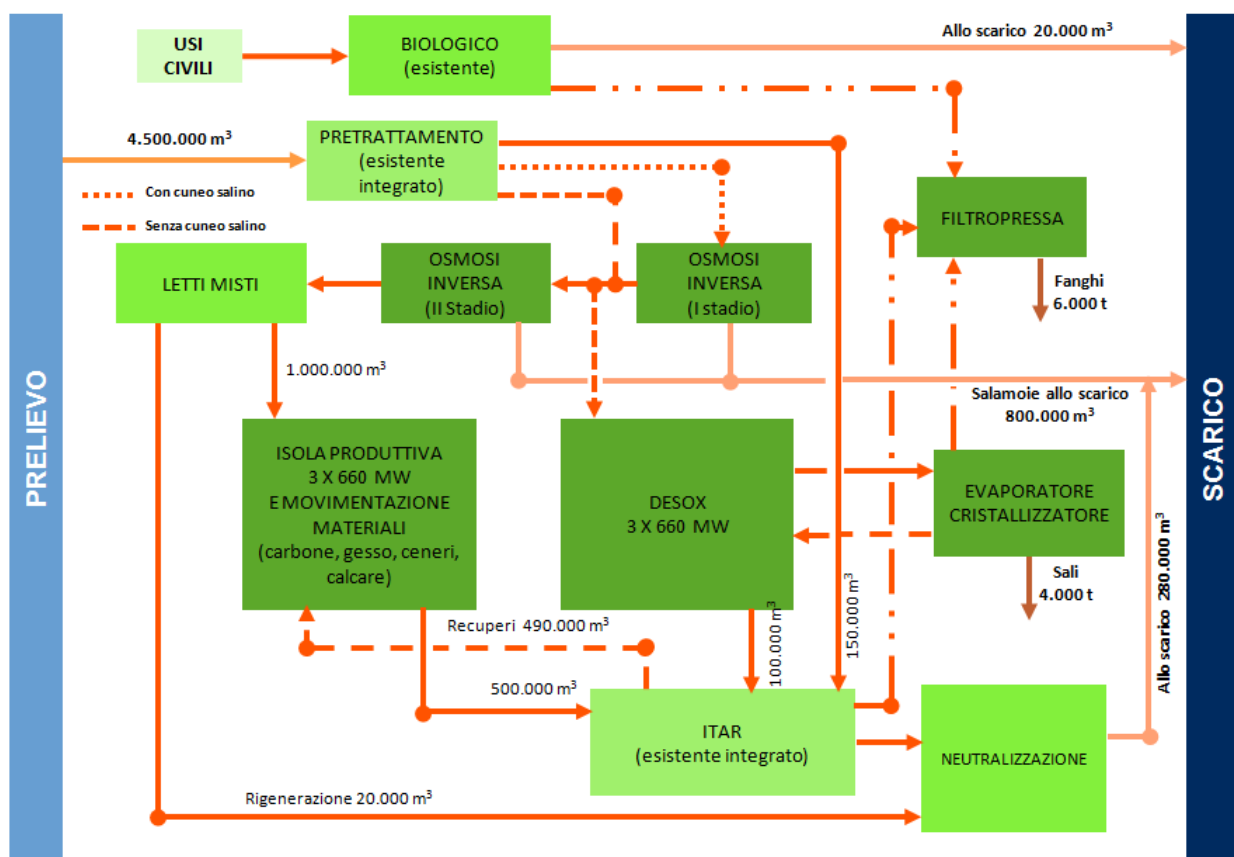 PRELIEVO
USI
CIVILI
BIOLOGICO
(esistente)
Allo scarico 20.000 m³
4.500.000 m³
PRETRATTAMENTO
(esistente
integrato)
Con cuneo salino
Senza cuneo salino
FILTROPRESSA
Fanghi
6.000 t
LETTI MISTI
OSMOSI
INVERSA
(II Stadio)
OSMOSI
INVERSA
(I stadio)
1.000.000 m³
Salamoie allo scarico
800.000 m³
ISOLA PRODUTTIVA
3 X 660 MW
E MOVIMENTAZIONE
MATERIALI
(carbone, gesso, ceneri,
calcare)
DESOX
3 X 660 MW
EVAPORATORE
CRISTALLIZZATORE
Sali
4.000 t
Recuperi 490.000 m³
500.000 m³
100.000 m³
150.000 m³
Allo scarico 280.000 m³
ITAR
(esistente integrato)
NEUTRALIZZAZIONE
Rigenerazione 20.000 m³
SCARICO